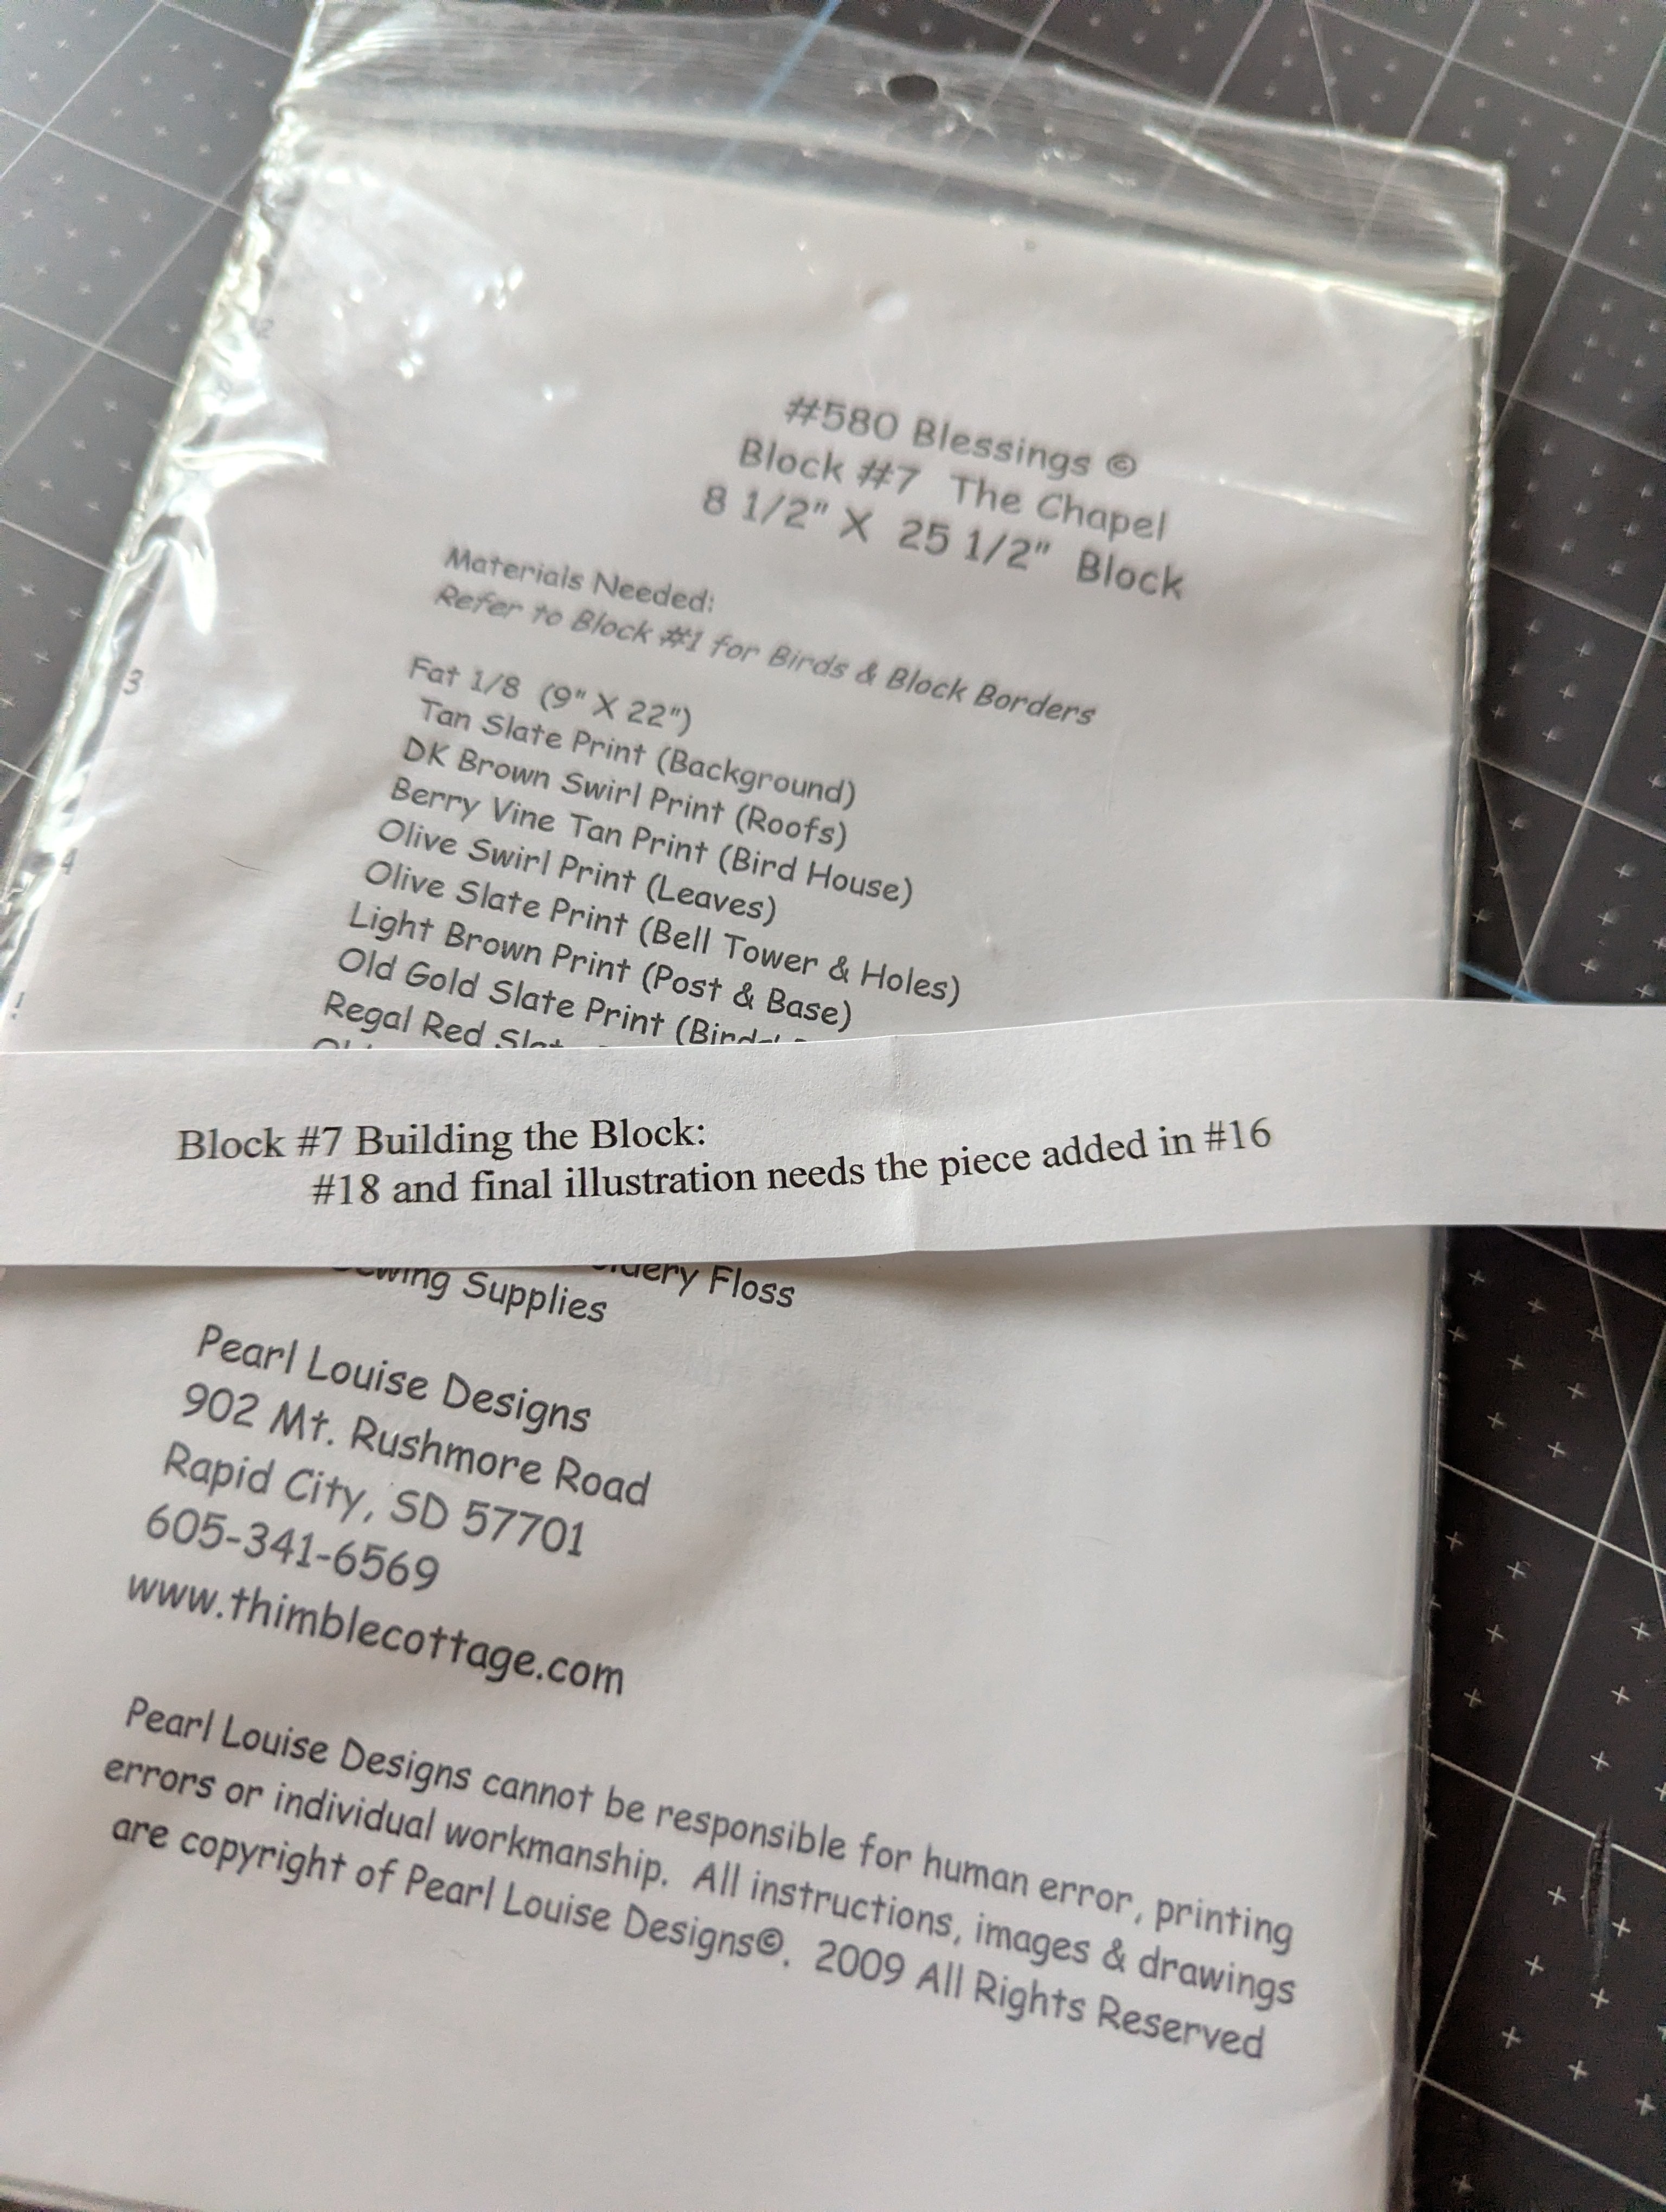 #580 Blessings ©
Block #7 The Chapel
8 1/2" X 25 1/2" Block
Materials Needed:
Refer to Block #1 for Birds & Block Borders
Fat 1/8 (9" X 22")
Tan Slate Print (Background)
DK Brown Swirl Print (Roofs)
Berry Vine Tan Print (Bird House)
Olive Swirl Print (Leaves)
Olive Slate Print (Bell Tower & Holes)
Light Brown Print (Post & Base)
Old Gold Slate Print
Regal Red
Block #7 Building the Block:
#18 and final illustration needs the piece added in #16
Floss
Supplies
Pearl Louise Designs
902 Mt. Rushmore Road
Rapid City, SD 57701
605-341-6569
www.thimblecottage.com
Pearl Louise Designs cannot be responsible for human error, printing
errors or individual workmanship. All instructions, images & drawings
are copyright of Pearl Louise Designs©. 2009 All Rights Reserved